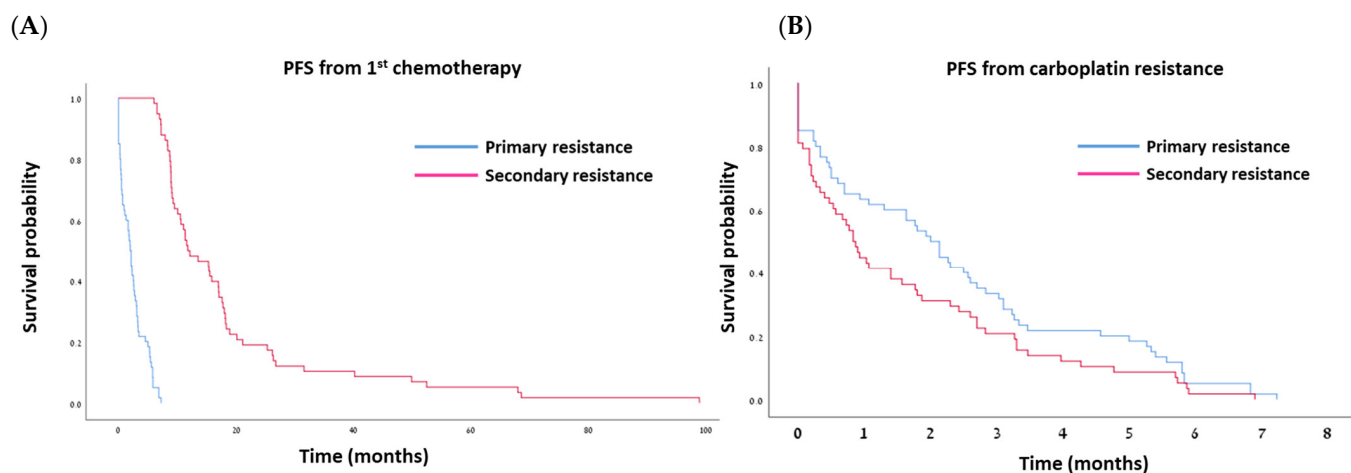 (A)
PFS from 1st chemotherapy
1.0
0.8
0.6
0.4
0.2
0.0
Survival probability
Primary resistance
Secondary resistance
0 20 40 60 80 100
Time (months)
(B)
PFS from carboplatin resistance
1.0
0.8
0.6
0.4
0.2
0.0
Survival probability
Primary resistance
Secondary resistance
0 1 2 3 4 5 6 7 8
Time (months)